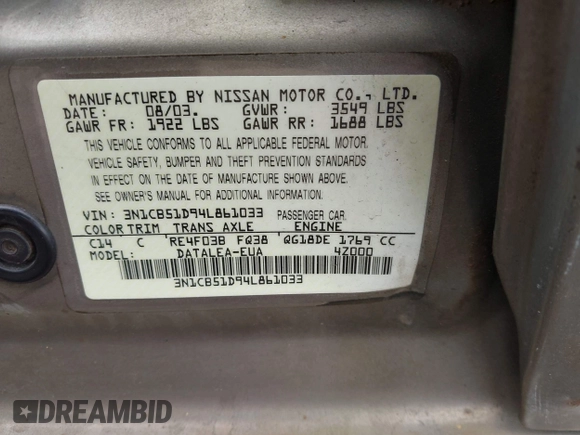 MANUFACTURED BY NISSAN MOTOR CO., LTD.
DATE: 08/03. GVWR: 3549 LBS
GAWR FR: 1922 LBS GAWR RR: 1688 LBS
THIS VEHICLE CONFORMS TO ALL APPLICABLE FEDERAL MOTOR
VEHICLE SAFETY, BUMPER AND THEFT PREVENTION STANDARDS
IN EFFECT ON THE DATE OF MANUFACTURE SHOWN ABOVE.
SEE OWNER'S MANUAL FOR ADDITIONAL INFORMATION.
VIN: 3N1CB51D94L861033 PASSENGER CAR.
COLOR TRIM TRANS AXLE ENGINE
C14 C RE4F03B FQ38 QG18DE 1769 CC
MODEL: DATALEA-EUA 4Z000
3N1CB51D94L861033
DREAMBID